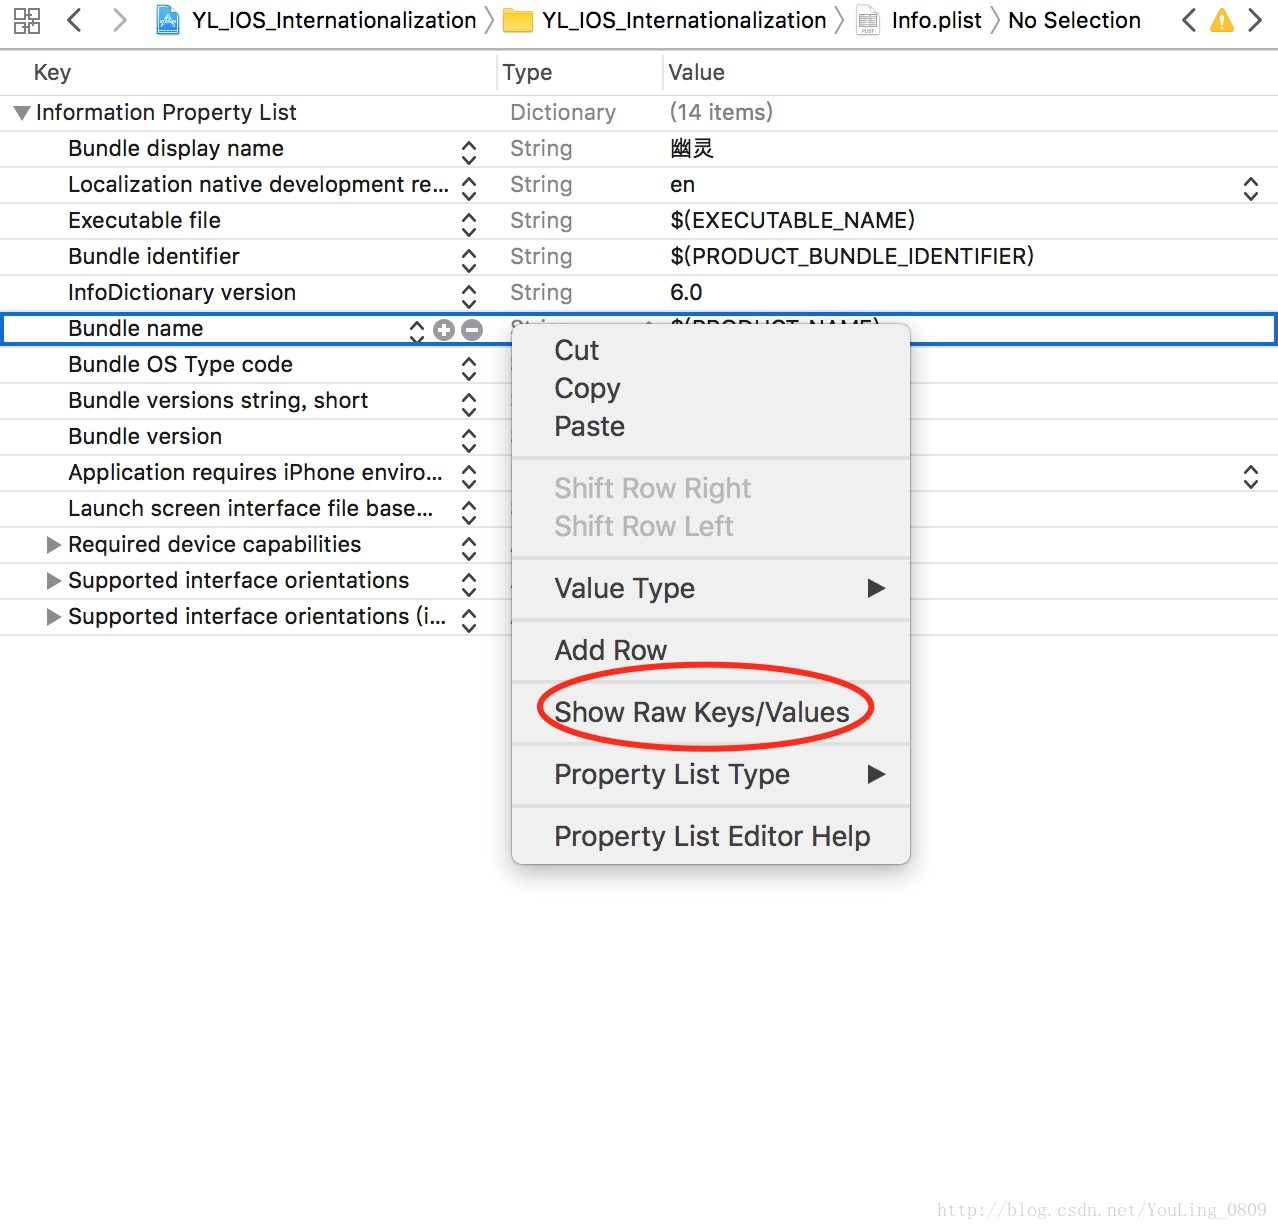 YL_IOS_Internationalization YL_IOS_Internationalization Info.plist No Selection
Key Type Value
Information Property List Dictionary (14 items)
Bundle display name String 幽灵
Localization native development re... String en
Executable file String $(EXECUTABLE_NAME)
Bundle identifier String $(PRODUCT_BUNDLE_IDENTIFIER)
InfoDictionary version String 6.0
Bundle name String $(PRODUCT_NAME)
Bundle OS Type code
Bundle versions string, short
Bundle version
Application requires iPhone enviro...
Launch screen interface file base...
Required device capabilities
Supported interface orientations
Supported interface orientations (i...
Cut
Copy
Paste
Shift Row Right
Shift Row Left
Value Type
Add Row
Show Raw Keys/Values
Property List Type
Property List Editor Help
http://blog.csdn.net/YouLing_0809